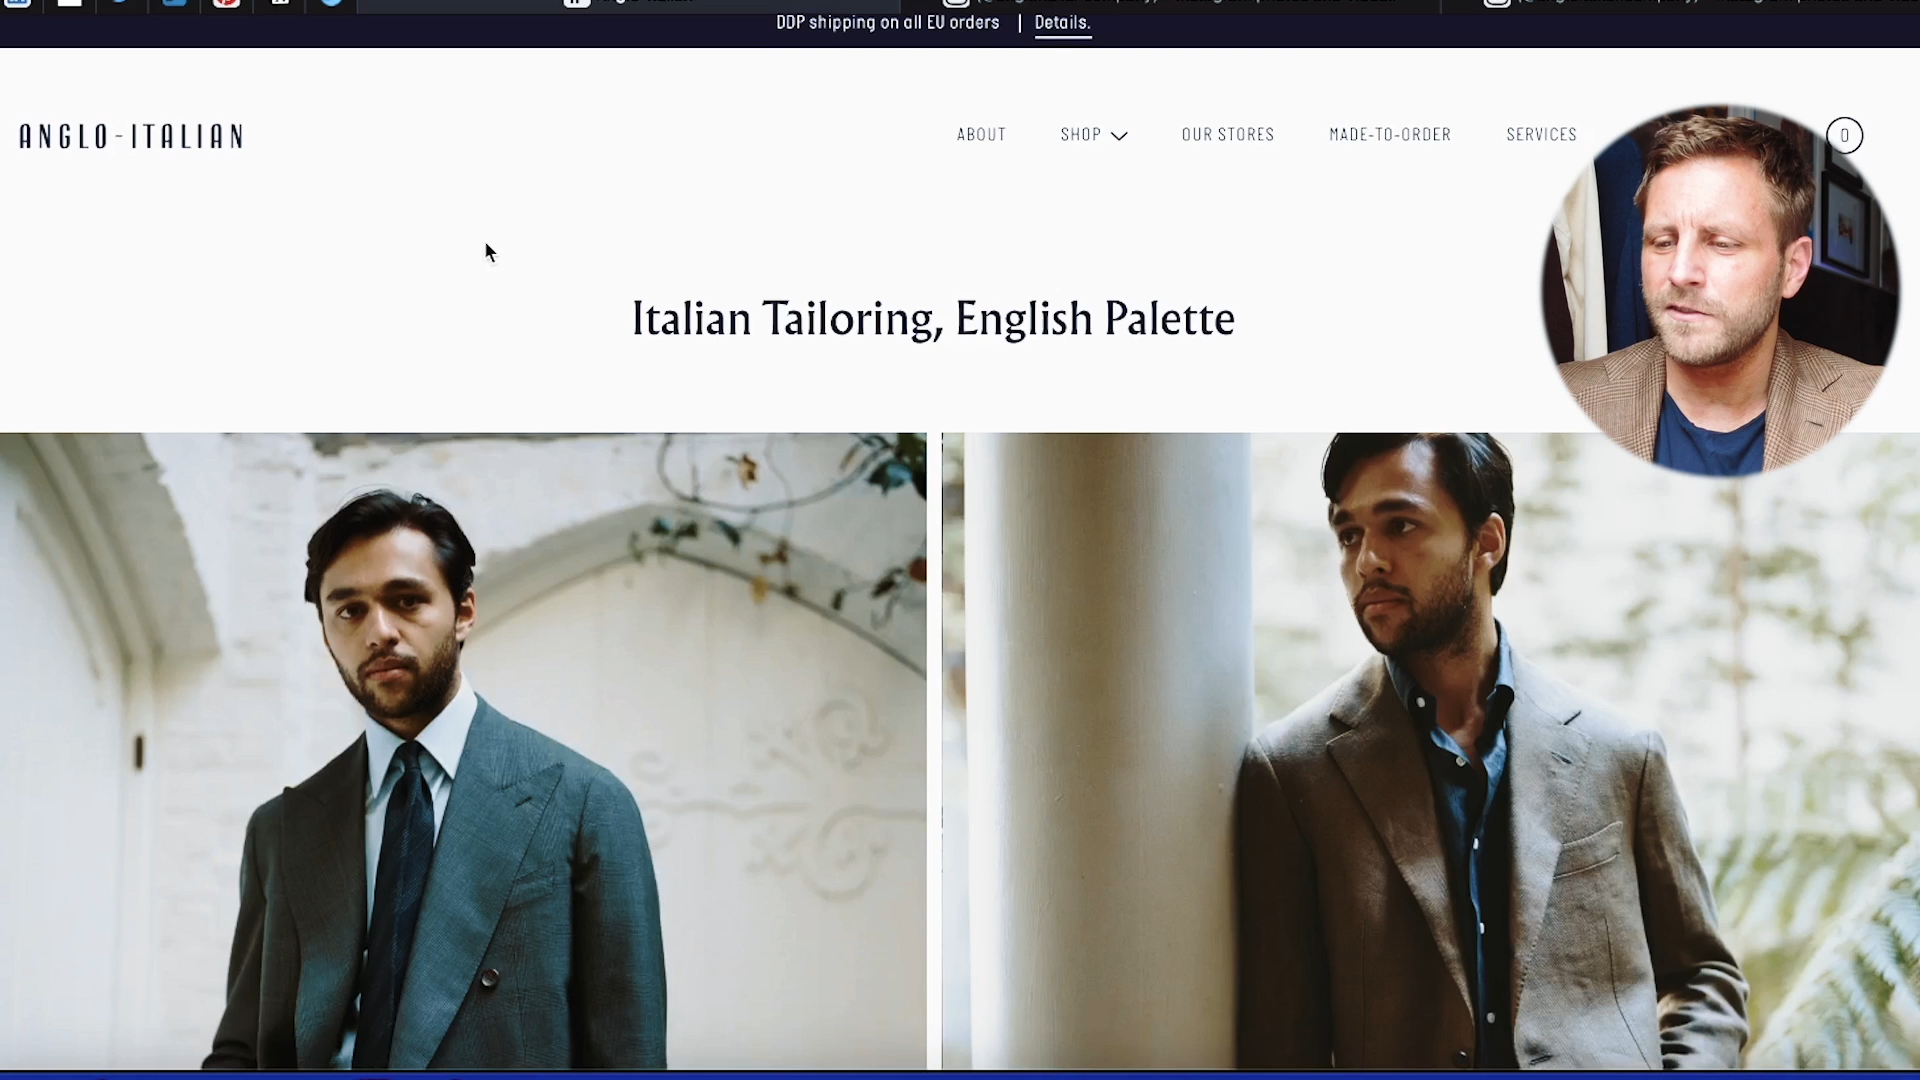 DDP shipping on all EU orders | Details.
ANGLO-ITALIAN
ABOUT SHOP OUR STORES MADE-TO-ORDER SERVICES 0
Italian Tailoring, English Palette